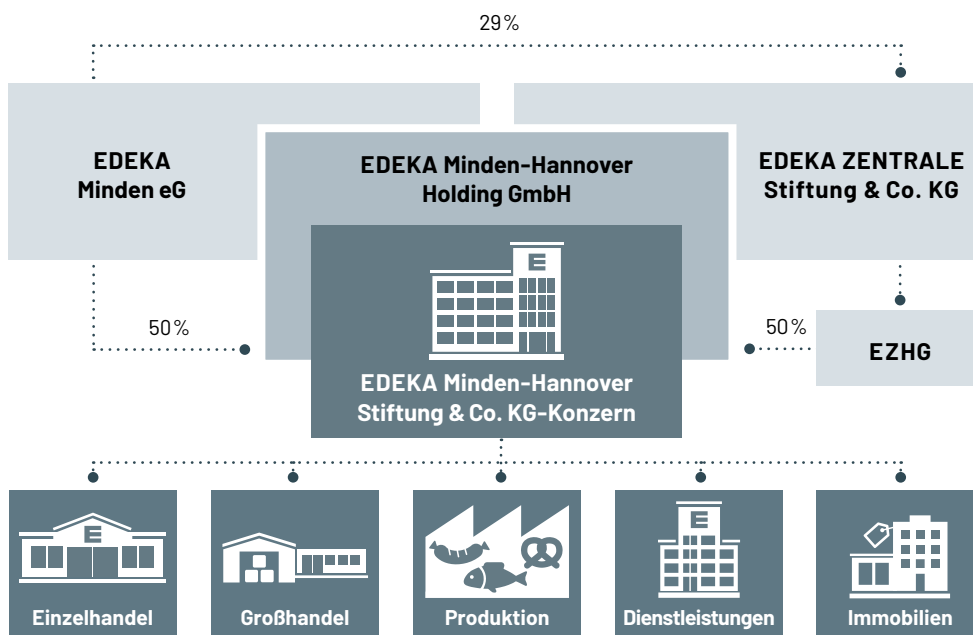 29%
EDEKA
Minden eG
EDEKA Minden-Hannover
Holding GmbH
EDEKA ZENTRALE
Stiftung & Co. KG
E
50%
50%
EZHG
EDEKA Minden-Hannover
Stiftung & Co. KG-Konzern
E
E
Einzelhandel
Großhandel
Produktion
Dienstleistungen
Immobilien